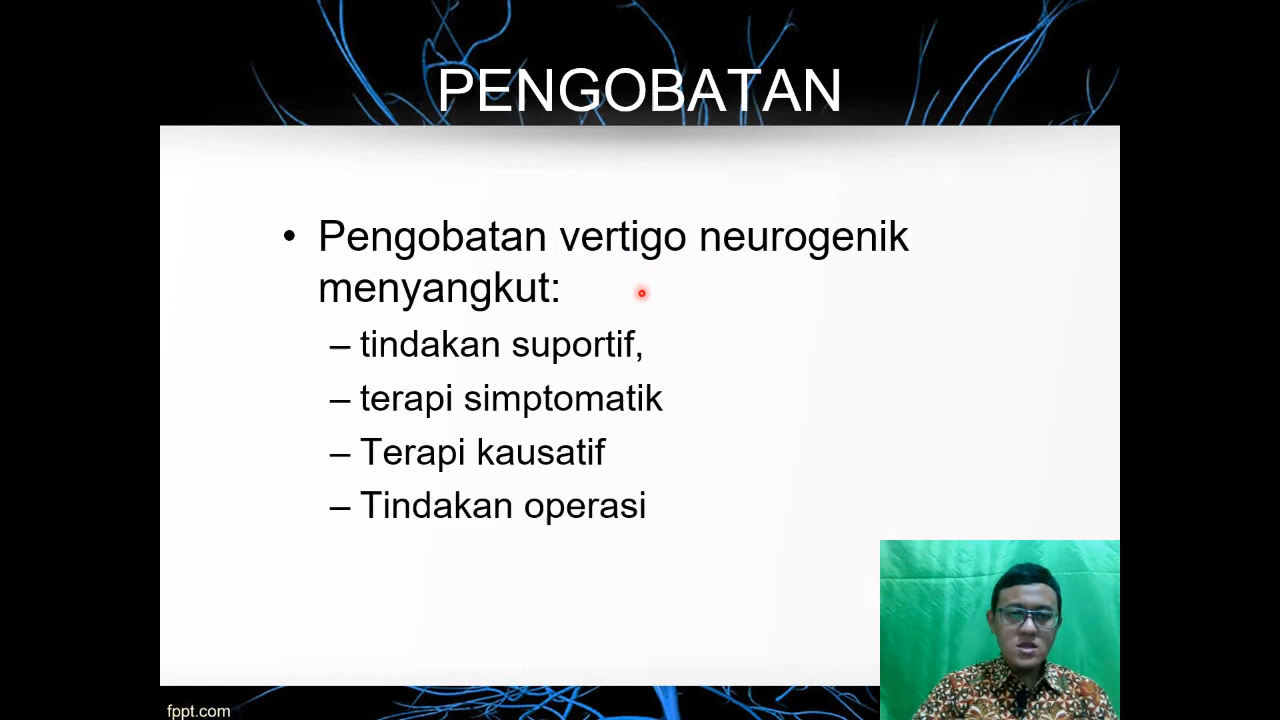 PENGOBATAN
• Pengobatan vertigo neurogenik
menyangkut:
– tindakan suportif,
– terapi simptomatik
– Terapi kausatif
– Tindakan operasi
fppt.com